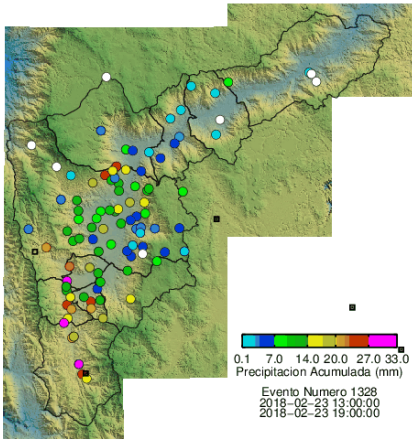 0.1 7.0 14.0 20.0 27.0 33.0
Precipitacion Acumulada (mm)
Evento Numero 1328
2018-02-23 13:00:00
2018-02-23 19:00:00